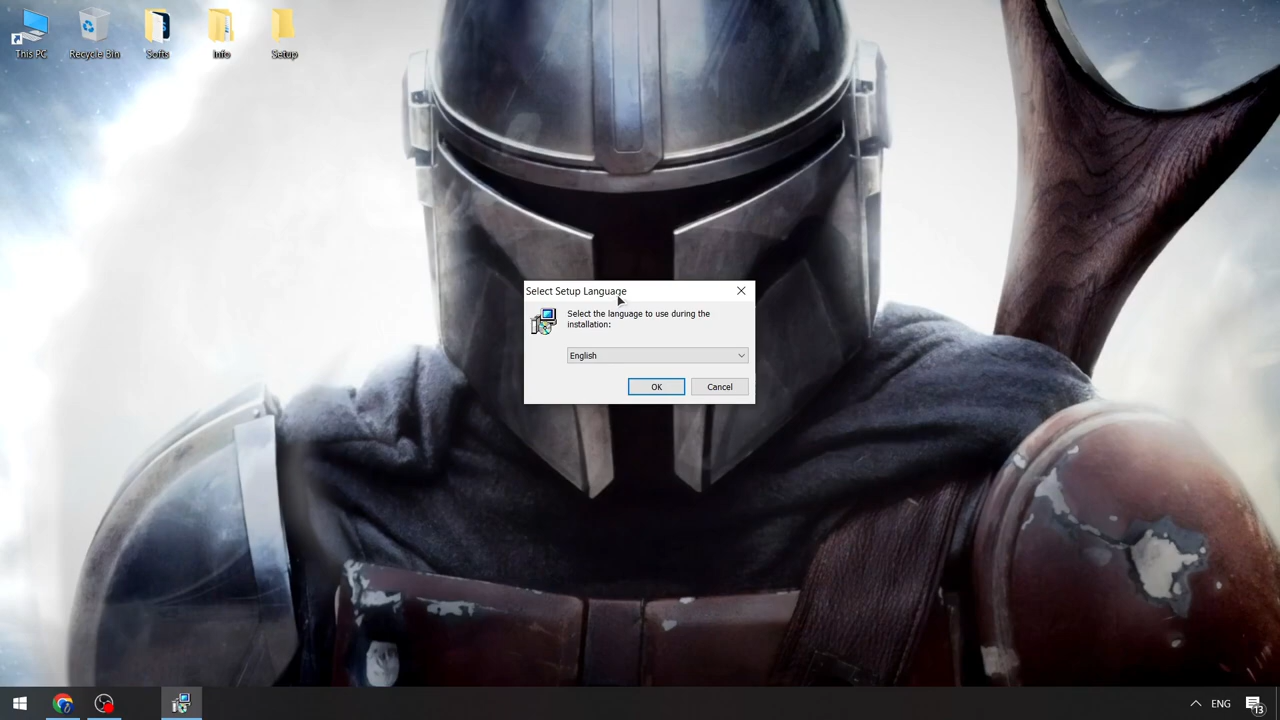 This PC
Recycle Bin
Softs
Info
Setup
Select Setup Language
Select the language to use during the
installation:
English
OK
Cancel
ENG
13